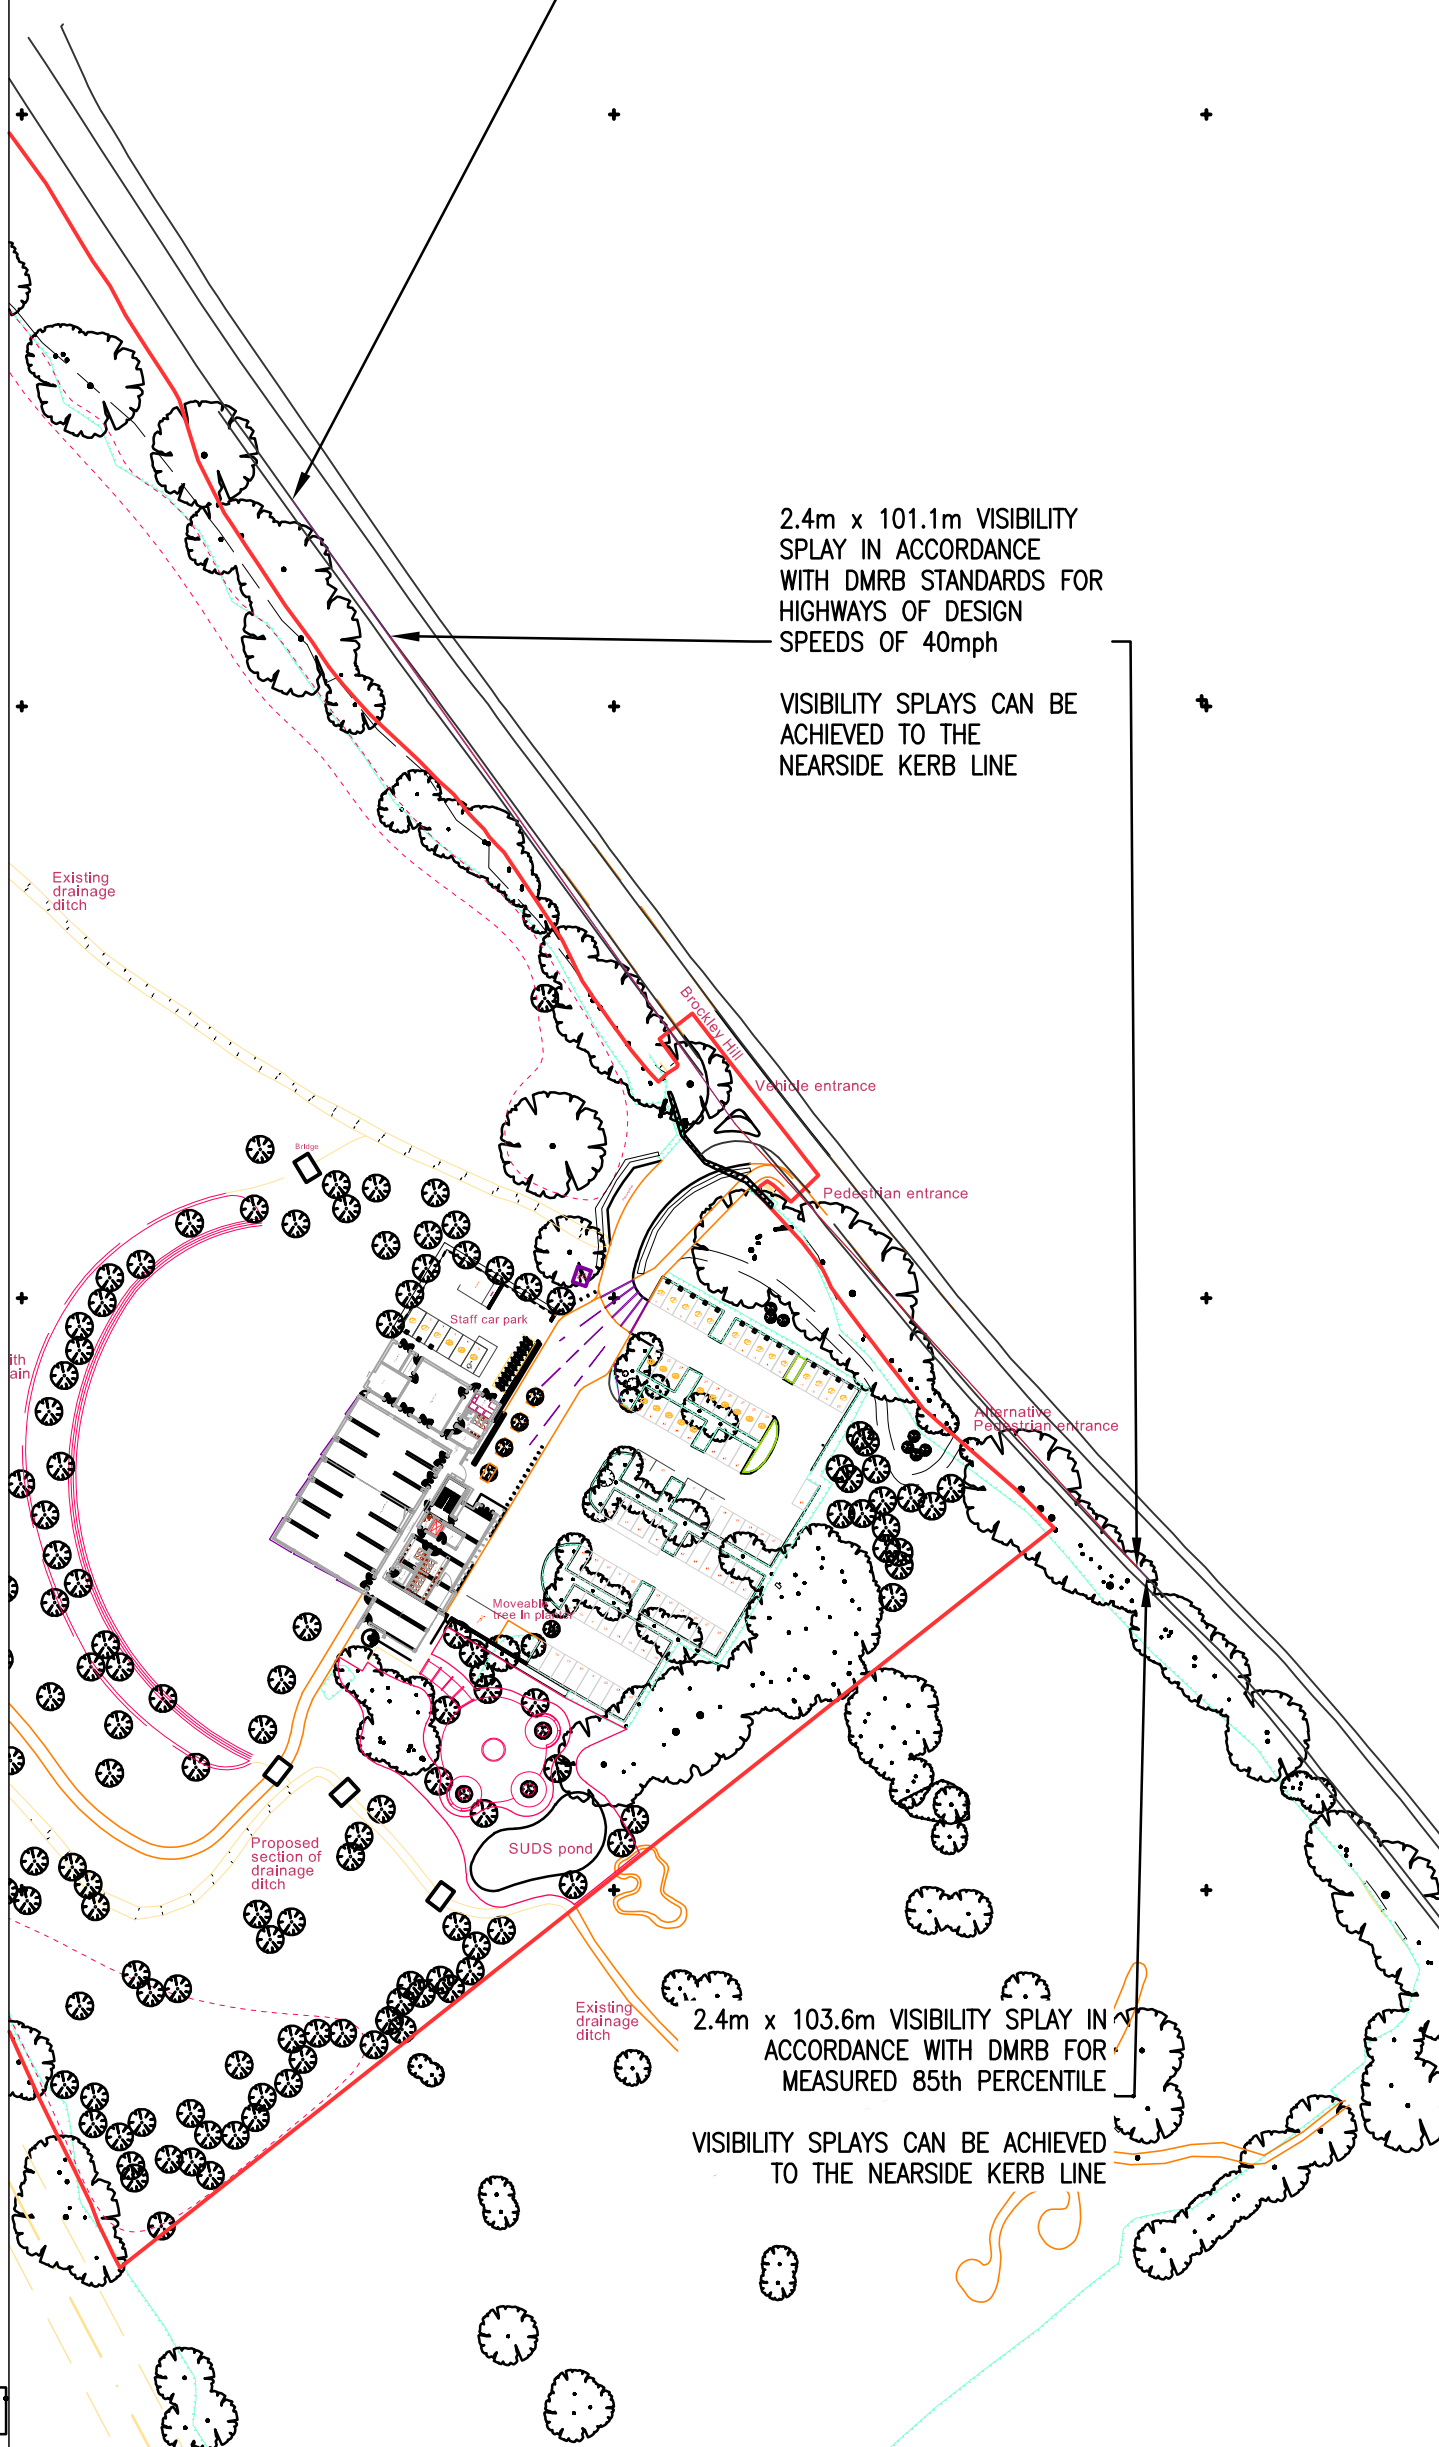 2.4m x 101.1m VISIBILITY
SPLAY IN ACCORDANCE
WITH DMRB STANDARDS FOR
HIGHWAYS OF DESIGN
SPEEDS OF 40mph
VISIBILITY SPLAYS CAN BE
ACHIEVED TO THE
NEARSIDE KERB LINE
Existing
drainage
ditch
Brockley Hill
Vehicle entrance
Bridge
Pedestrian entrance
Staff car park
ith
ain
Alternative
Pedestrian entrance
Moveable
tree in planter
Proposed
section of
drainage
ditch
SUDS pond
Existing
drainage
ditch
2.4m x 103.6m VISIBILITY SPLAY IN
ACCORDANCE WITH DMRB FOR
MEASURED 85th PERCENTILE
VISIBILITY SPLAYS CAN BE ACHIEVED
TO THE NEARSIDE KERB LINE